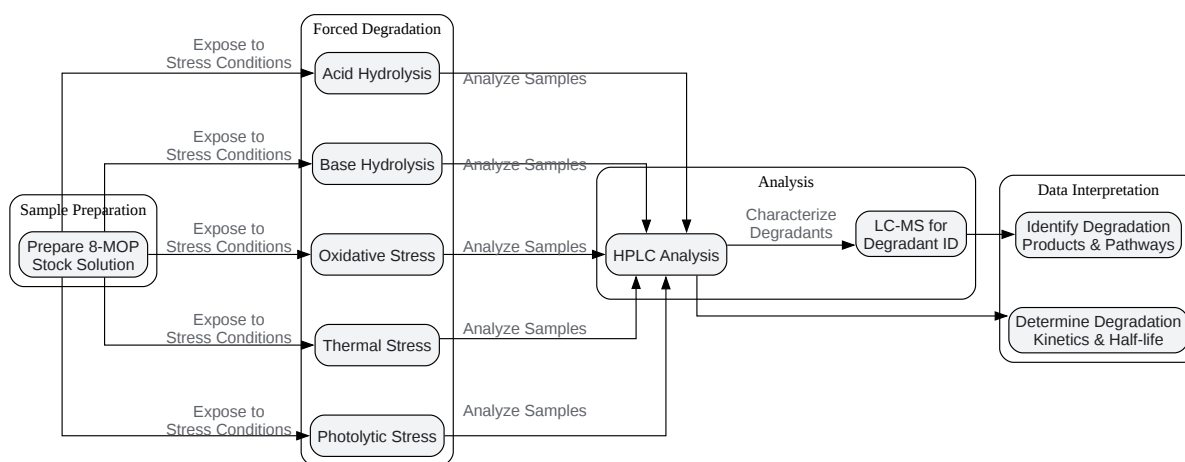 Forced Degradation
Expose to
Stress Conditions
Acid Hydrolysis
Analyze Samples
Expose to
Stress Conditions
Base Hydrolysis
Analyze Samples
Analysis
Data Interpretation
Sample Preparation
Prepare 8-MOP
Stock Solution
Expose to
Stress Conditions
Oxidative Stress
Analyze Samples
HPLC Analysis
Characterize
Degradants
LC-MS for
Degradant ID
Identify Degradation
Products & Pathways
Expose to
Stress Conditions
Thermal Stress
Analyze Samples
Determine Degradation
Kinetics & Half-life
Expose to
Stress Conditions
Photolytic Stress
Analyze Samples